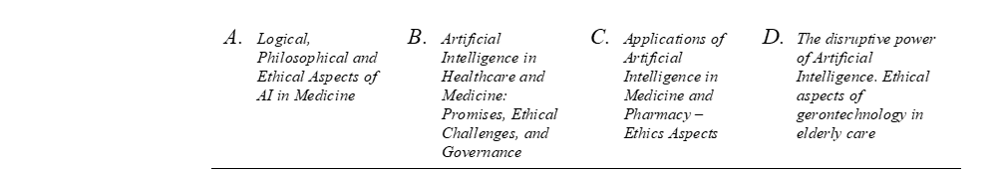 A. Logical,
Philosophical and
Ethical Aspects of
AI in Medicine
B. Artificial
Intelligence in
Healthcare and
Medicine:
Promises, Ethical
Challenges, and
Governance
C. Applications of
Artificial
Intelligence in
Medicine and
Pharmacy –
Ethics Aspects
D. The disruptive power
of Artificial
Intelligence. Ethical
aspects of
gerontechnology in
elderly care